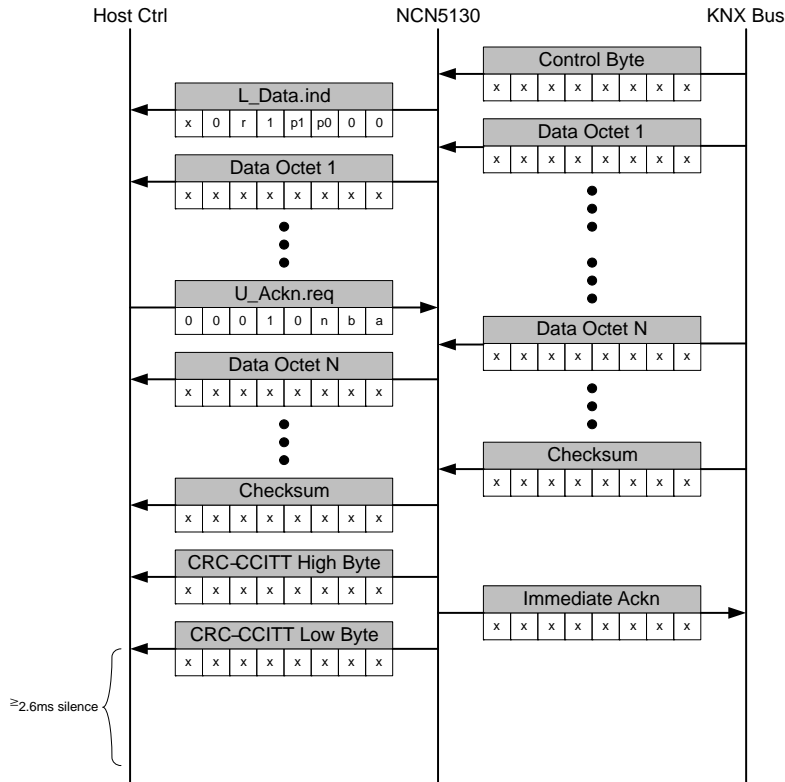 Host Ctrl NCN5130 KNX Bus
Control Byte
x x x x x x x x
L_Data.ind
x 0 r 1 p1 p0 0 0
Data Octet 1
x x x x x x x x
Data Octet 1
x x x x x x x x
U_Ackn.req
0 0 0 1 0 n b a
Data Octet N
x x x x x x x x
Data Octet N
x x x x x x x x
Checksum
x x x x x x x x
Checksum
x x x x x x x x
CRC-CCITT High Byte
x x x x x x x x
Immediate Ackn
x x x x x x x x
CRC-CCITT Low Byte
x x x x x x x x
≥2.6ms silence